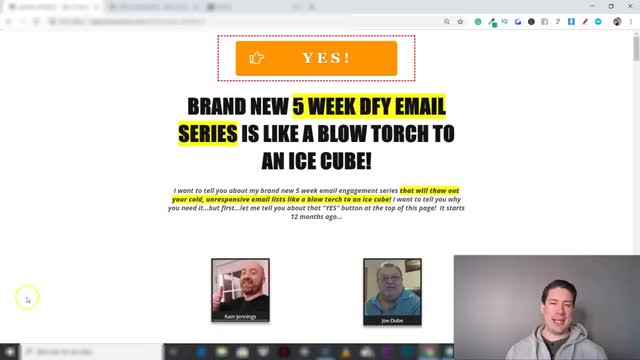 YES!
BRAND NEW 5 WEEK DFY EMAIL
SERIES IS LIKE A BLOW TORCH TO
AN ICE CUBE!
I want to tell you about my brand new 5 week email engagement series that will thaw out
your cold, unresponsive email lists like a blow torch to an ice cube! I want to tell you why
you need it...but first...let me tell you about that "YES" button at the top of this page! It starts
12 months ago...
Kam Jennings
Joe Dube